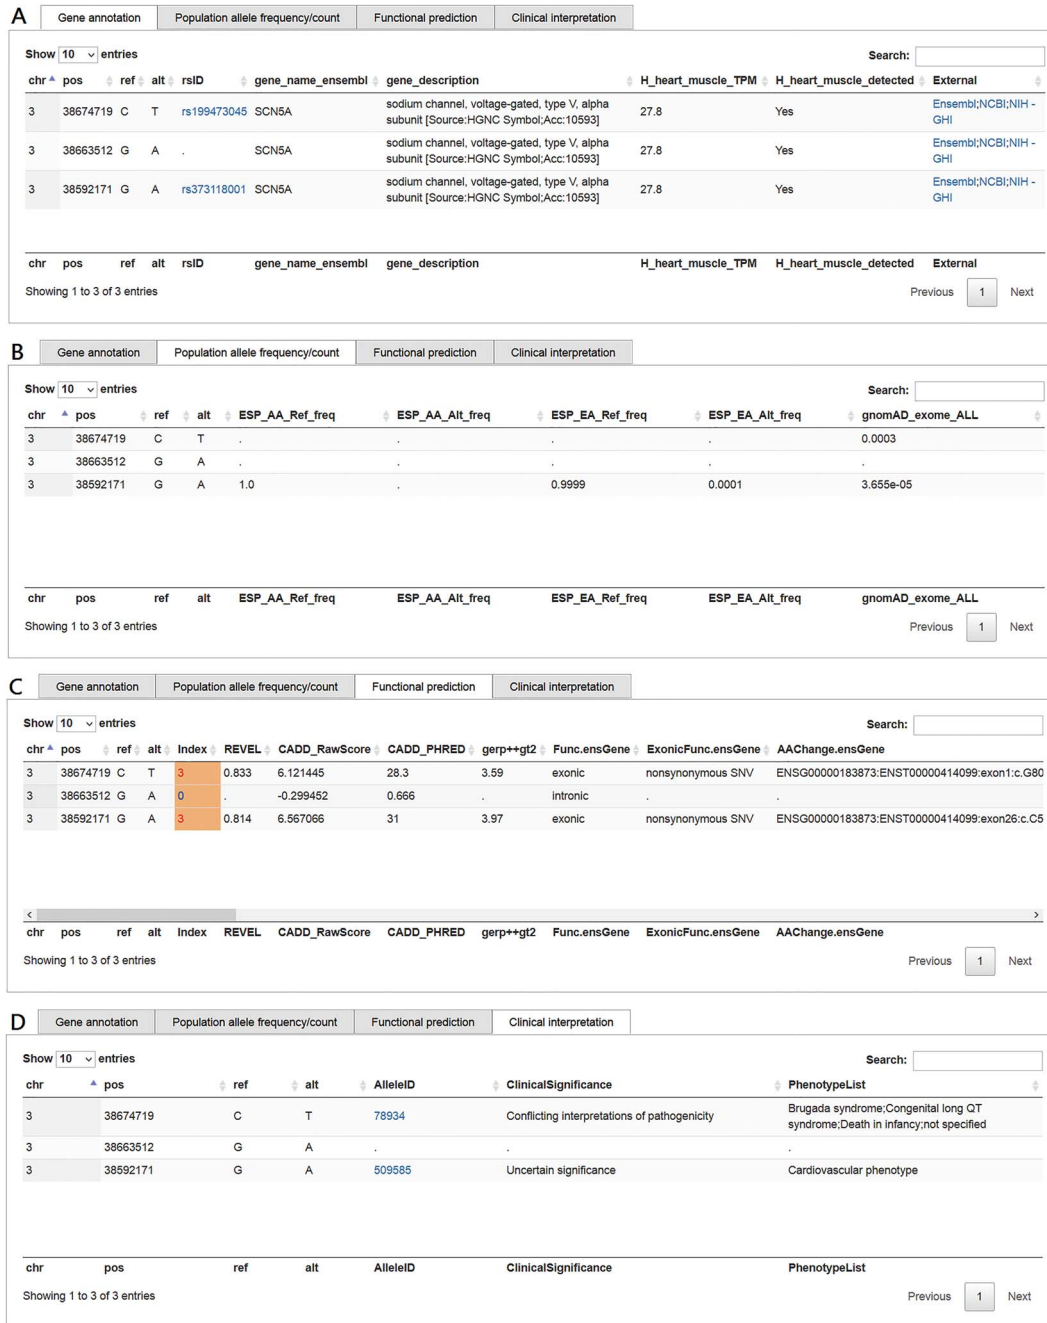 A Gene annotation Population allele frequency/count Functional prediction Clinical interpretation
Show 10 entries Search:
chr pos ref alt rsID gene_name_ensembl gene_description H_heart_muscle_TPM H_heart_muscle_detected External
3 38674719 C T rs199473045 SCN5A sodium channel, voltage-gated, type V, alpha 27.8 Yes Ensembl;NCBI;NIH -
subunit [Source:HGNC Symbol;Acc:10593] GHI
3 38663512 G A . SCN5A sodium channel, voltage-gated, type V, alpha 27.8 Yes Ensembl;NCBI;NIH -
subunit [Source:HGNC Symbol;Acc:10593] GHI
3 38592171 G A rs373118001 SCN5A sodium channel, voltage-gated, type V, alpha 27.8 Yes Ensembl;NCBI;NIH -
subunit [Source:HGNC Symbol;Acc:10593] GHI
chr pos ref alt rsID gene_name_ensembl gene_description H_heart_muscle_TPM H_heart_muscle_detected External
Showing 1 to 3 of 3 entries Previous 1 Next
B Gene annotation Population allele frequency/count Functional prediction Clinical interpretation
Show 10 entries Search:
chr pos ref alt ESP_AA_Ref_freq ESP_AA_Alt_freq ESP_EA_Ref_freq ESP_EA_Alt_freq gnomAD_exome_ALL
3 38674719 C T . . . . 0.0003
3 38663512 G A . . . . .
3 38592171 G A 1.0 . 0.9999 0.0001 3.655e-05
chr pos ref alt ESP_AA_Ref_freq ESP_AA_Alt_freq ESP_EA_Ref_freq ESP_EA_Alt_freq gnomAD_exome_ALL
Showing 1 to 3 of 3 entries Previous 1 Next
C Gene annotation Population allele frequency/count Functional prediction Clinical interpretation
Show 10 entries Search:
chr pos ref alt Index REVEL CADD_RawScore CADD_PHRED gerp++gt2 Func.ensGene ExonicFunc.ensGene AAChange.ensGene
3 38674719 C T 3 0.833 6.121445 28.3 3.59 exonic nonsynonymous SNV ENSG00000183873:ENST00000414099:exon1:c.G80
3 38663512 G A 0 . -0.299452 0.666 . intronic . .
3 38592171 G A 3 0.814 6.567066 31 3.97 exonic nonsynonymous SNV ENSG00000183873:ENST00000414099:exon26:c.C5
chr pos ref alt Index REVEL CADD_RawScore CADD_PHRED gerp++gt2 Func.ensGene ExonicFunc.ensGene AAChange.ensGene
Showing 1 to 3 of 3 entries Previous 1 Next
D Gene annotation Population allele frequency/count Functional prediction Clinical interpretation
Show 10 entries Search:
chr pos ref alt AlleleID ClinicalSignificance PhenotypeList
3 38674719 C T 78934 Conflicting interpretations of pathogenicity Brugada syndrome;Congenital long QT
syndrome;Death in infancy;not specified
3 38663512 G A . . .
3 38592171 G A 509585 Uncertain significance Cardiovascular phenotype
chr pos ref alt AlleleID ClinicalSignificance PhenotypeList
Showing 1 to 3 of 3 entries Previous 1 Next